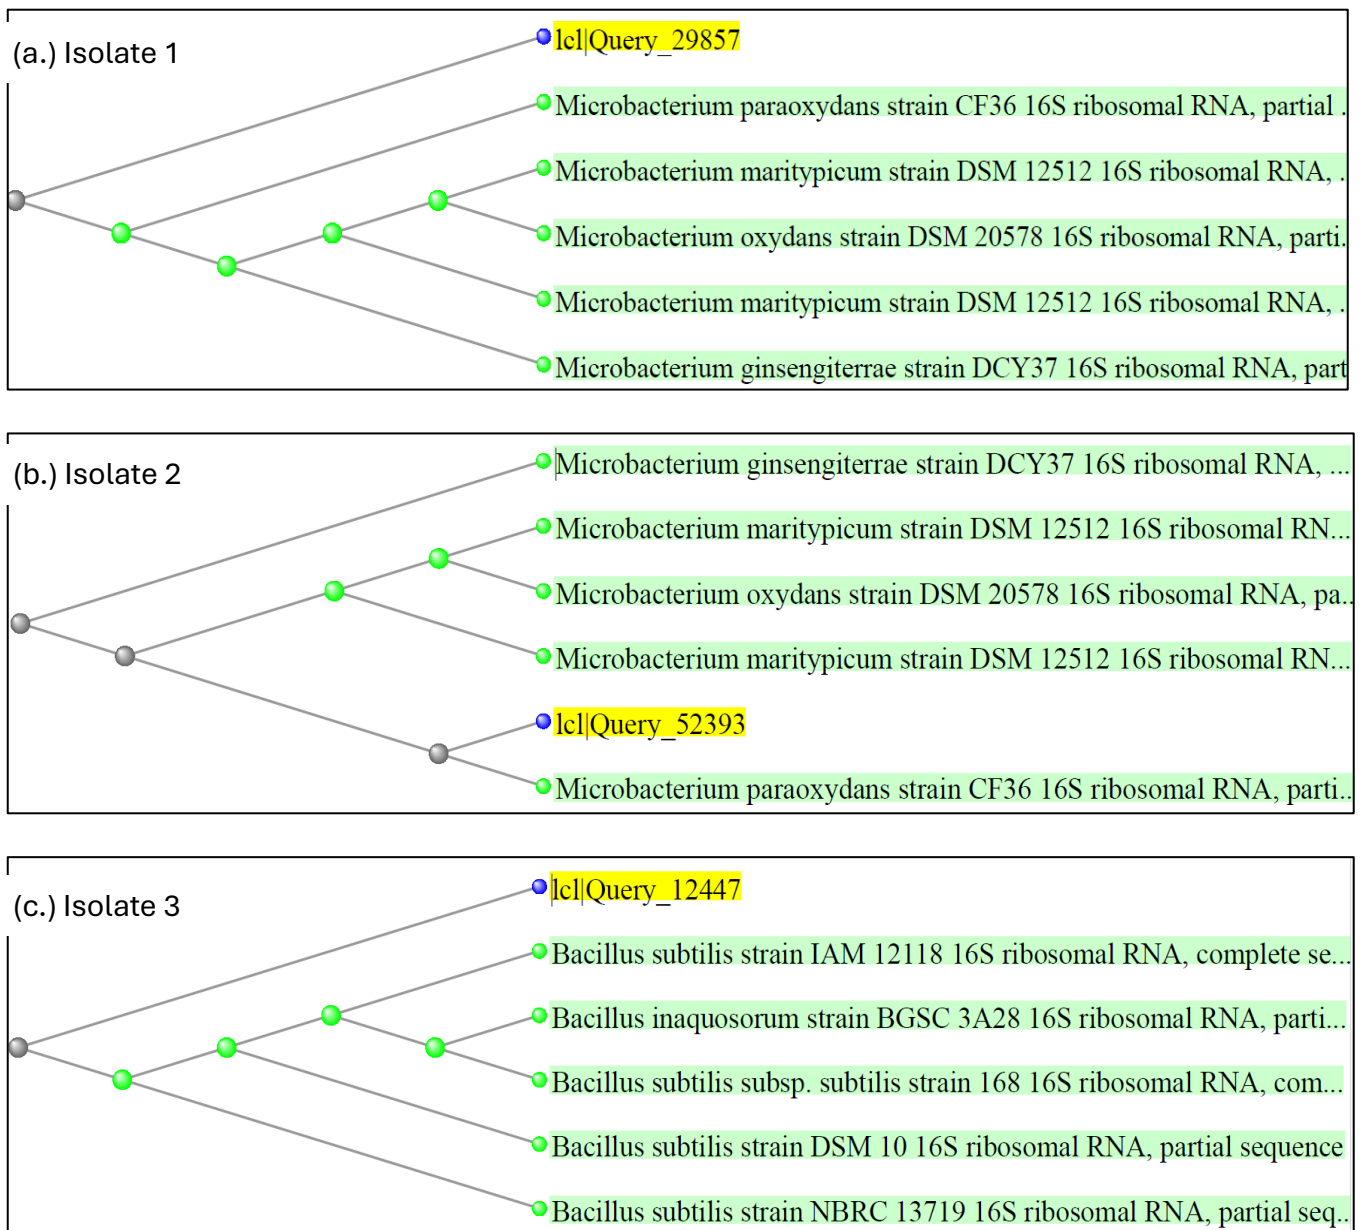 (a.) Isolate 1
lcl|Query_29857
Microbacterium paraoxydans strain CF36 16S ribosomal RNA, partial .
Microbacterium maritypicum strain DSM 12512 16S ribosomal RNA, .
Microbacterium oxydans strain DSM 20578 16S ribosomal RNA, parti.
Microbacterium maritypicum strain DSM 12512 16S ribosomal RNA, .
Microbacterium ginsengiterrae strain DCY37 16S ribosomal RNA, part
(b.) Isolate 2
Microbacterium ginsengiterrae strain DCY37 16S ribosomal RNA, ...
Microbacterium maritypicum strain DSM 12512 16S ribosomal RN...
Microbacterium oxydans strain DSM 20578 16S ribosomal RNA, pa..
Microbacterium maritypicum strain DSM 12512 16S ribosomal RN...
lcl|Query_52393
Microbacterium paraoxydans strain CF36 16S ribosomal RNA, parti..
(c.) Isolate 3
lcl|Query_12447
Bacillus subtilis strain IAM 12118 16S ribosomal RNA, complete se...
Bacillus inaquosorum strain BGSC 3A28 16S ribosomal RNA, parti...
Bacillus subtilis subsp. subtilis strain 168 16S ribosomal RNA, com...
Bacillus subtilis strain DSM 10 16S ribosomal RNA, partial sequence
Bacillus subtilis strain NBRC 13719 16S ribosomal RNA, partial seq..